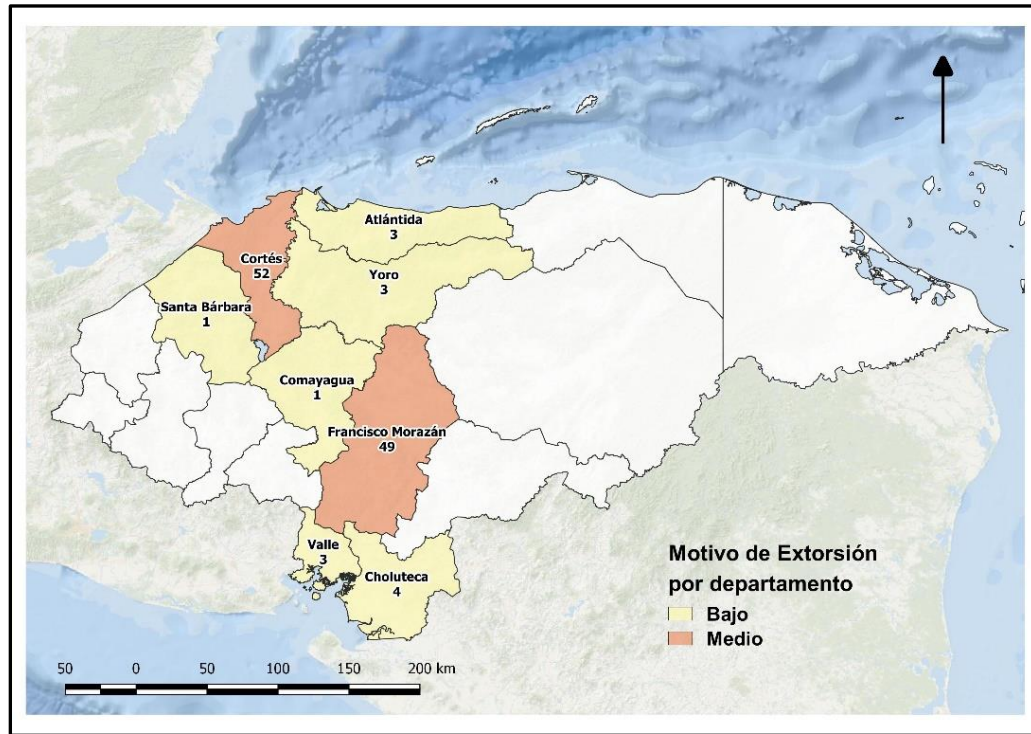 Atlántida
3
Cortés
52
Yoro
3
Santa Bárbara
1
Comayagua
1
Francisco Morazán
49
Valle
3
Choluteca
4
Motivo de Extorsión
por departamento
Bajo
Medio
50 0 50 100 150 200 km